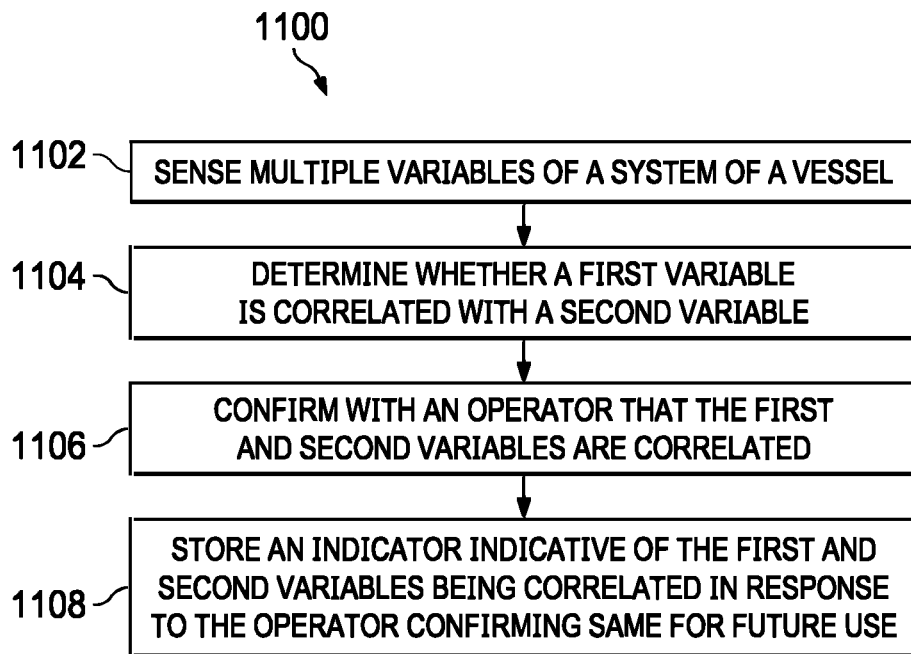 1100
1102
SENSE MULTIPLE VARIABLES OF A SYSTEM OF A VESSEL
1104
DETERMINE WHETHER A FIRST VARIABLE
IS CORRELATED WITH A SECOND VARIABLE
1106
CONFIRM WITH AN OPERATOR THAT THE FIRST
AND SECOND VARIABLES ARE CORRELATED
1108
STORE AN INDICATOR INDICATIVE OF THE FIRST AND
SECOND VARIABLES BEING CORRELATED IN RESPONSE
TO THE OPERATOR CONFIRMING SAME FOR FUTURE USE